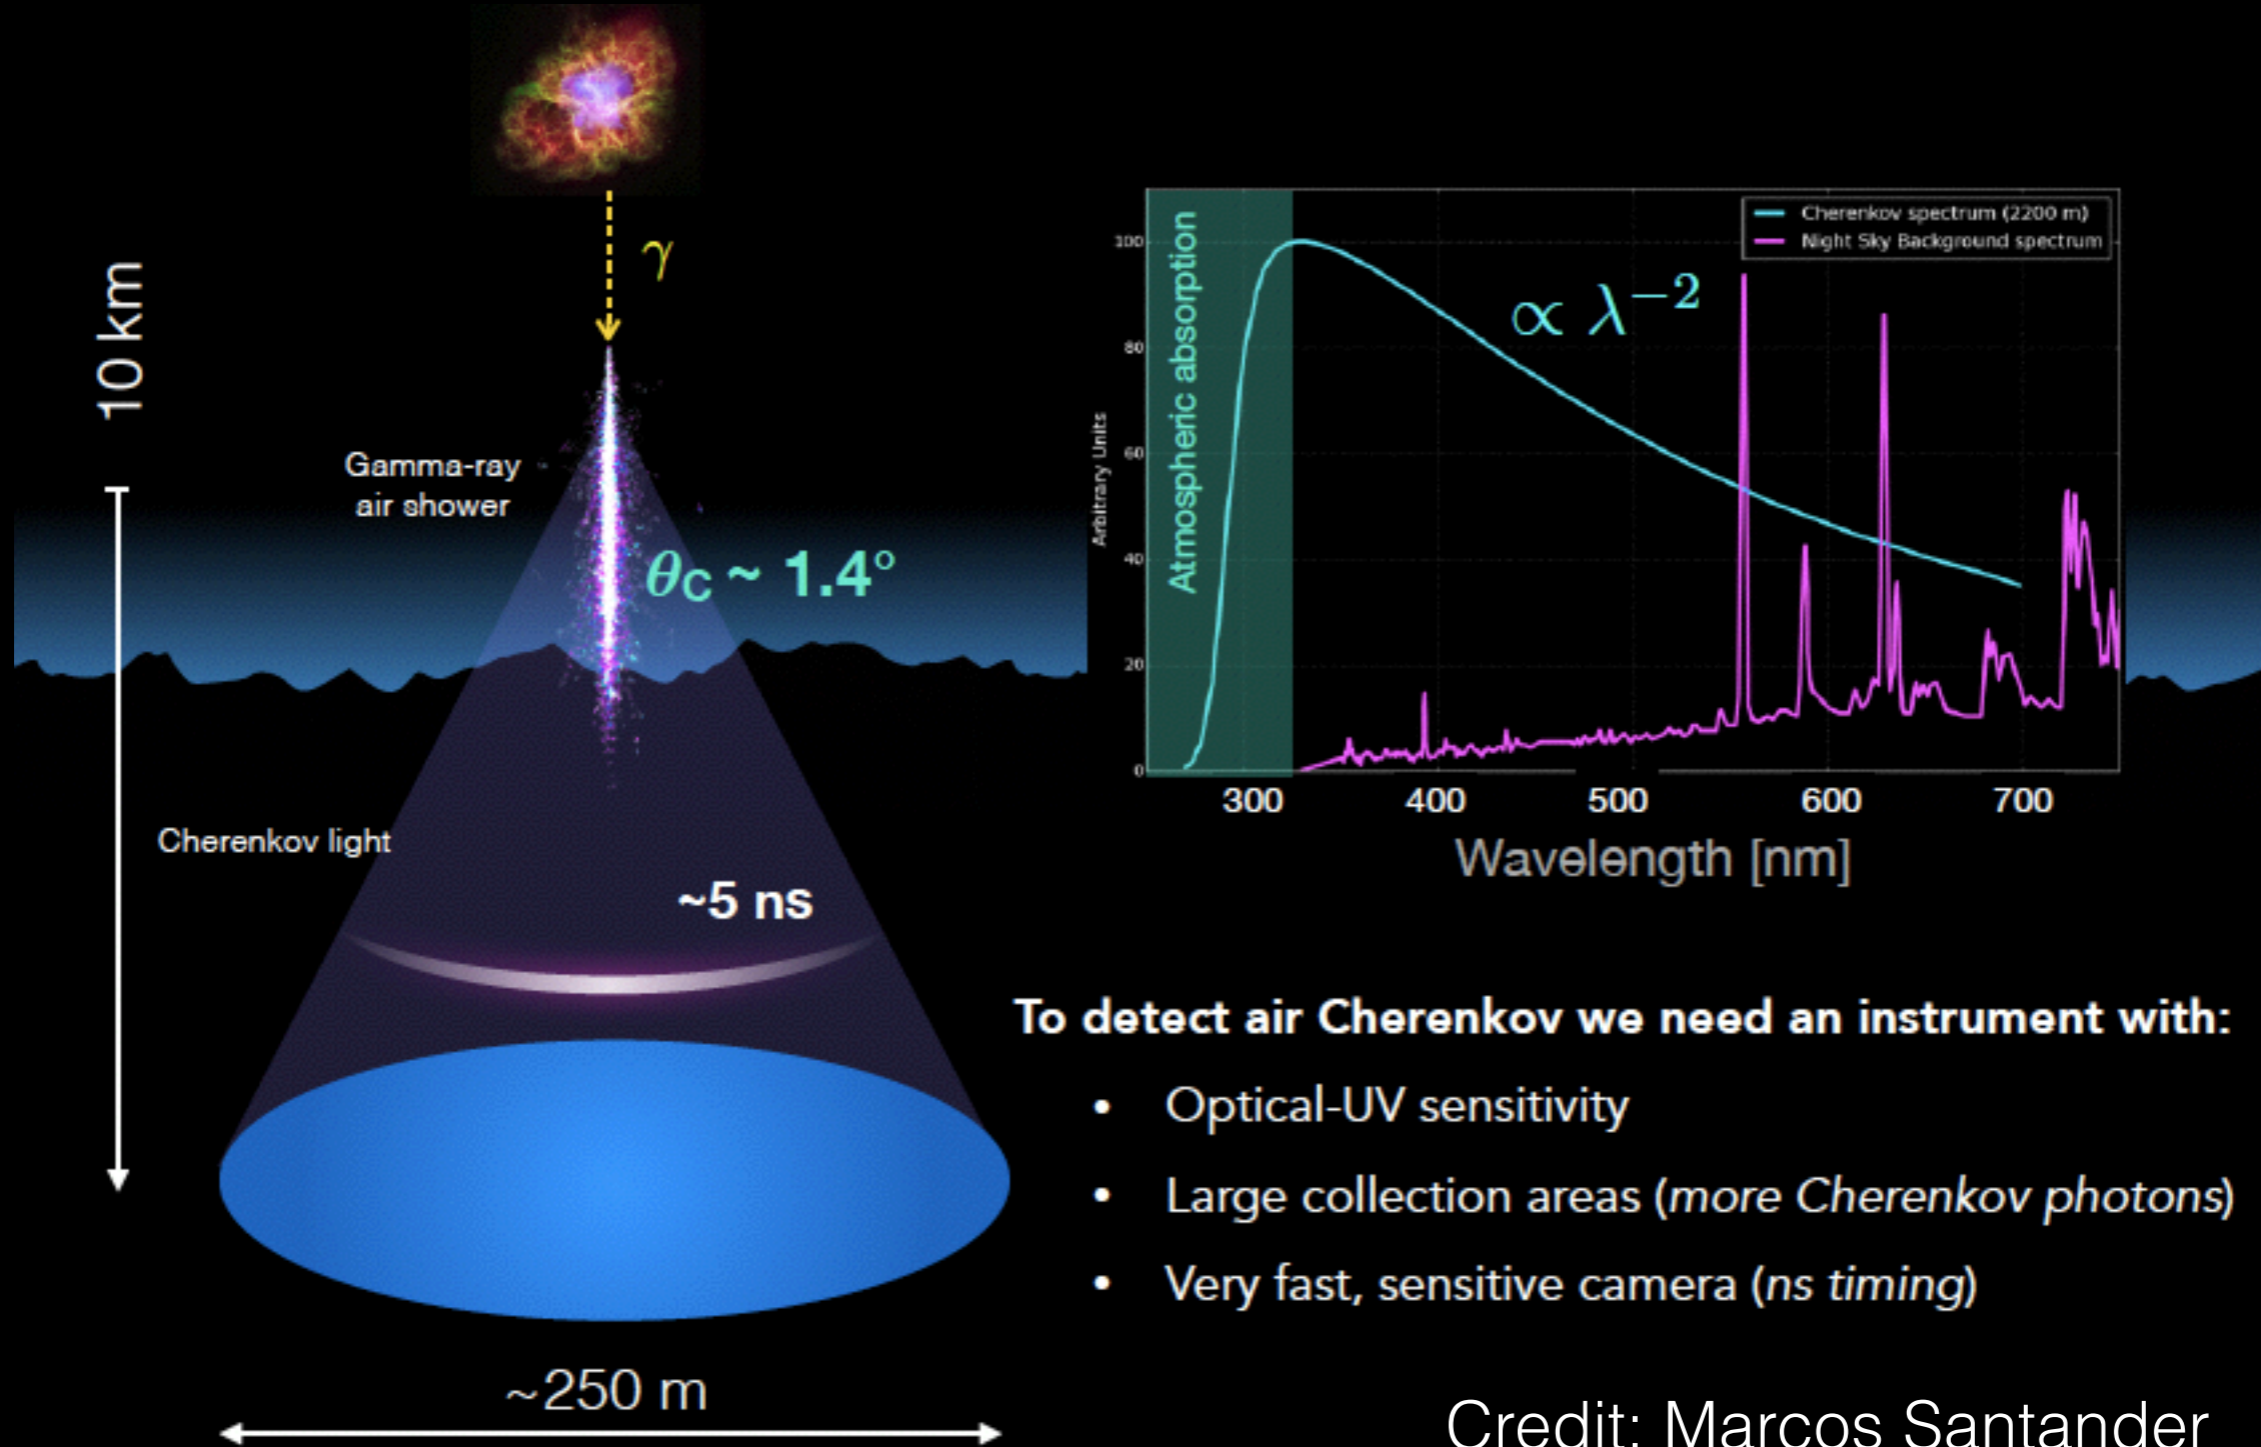 γ
10 km
Gamma-ray
air shower
θC ~ 1.4°
Cherenkov light
~5 ns
~250 m
Cherenkov spectrum (2200 m)
Night Sky Background spectrum
∝ λ−2
Atmospheric absorption
Arbitrary Units
100
80
60
40
20
0
300 400 500 600 700
Wavelength [nm]
To detect air Cherenkov we need an instrument with:
• Optical-UV sensitivity
• Large collection areas (more Cherenkov photons)
• Very fast, sensitive camera (ns timing)
Credit: Marcos Santander